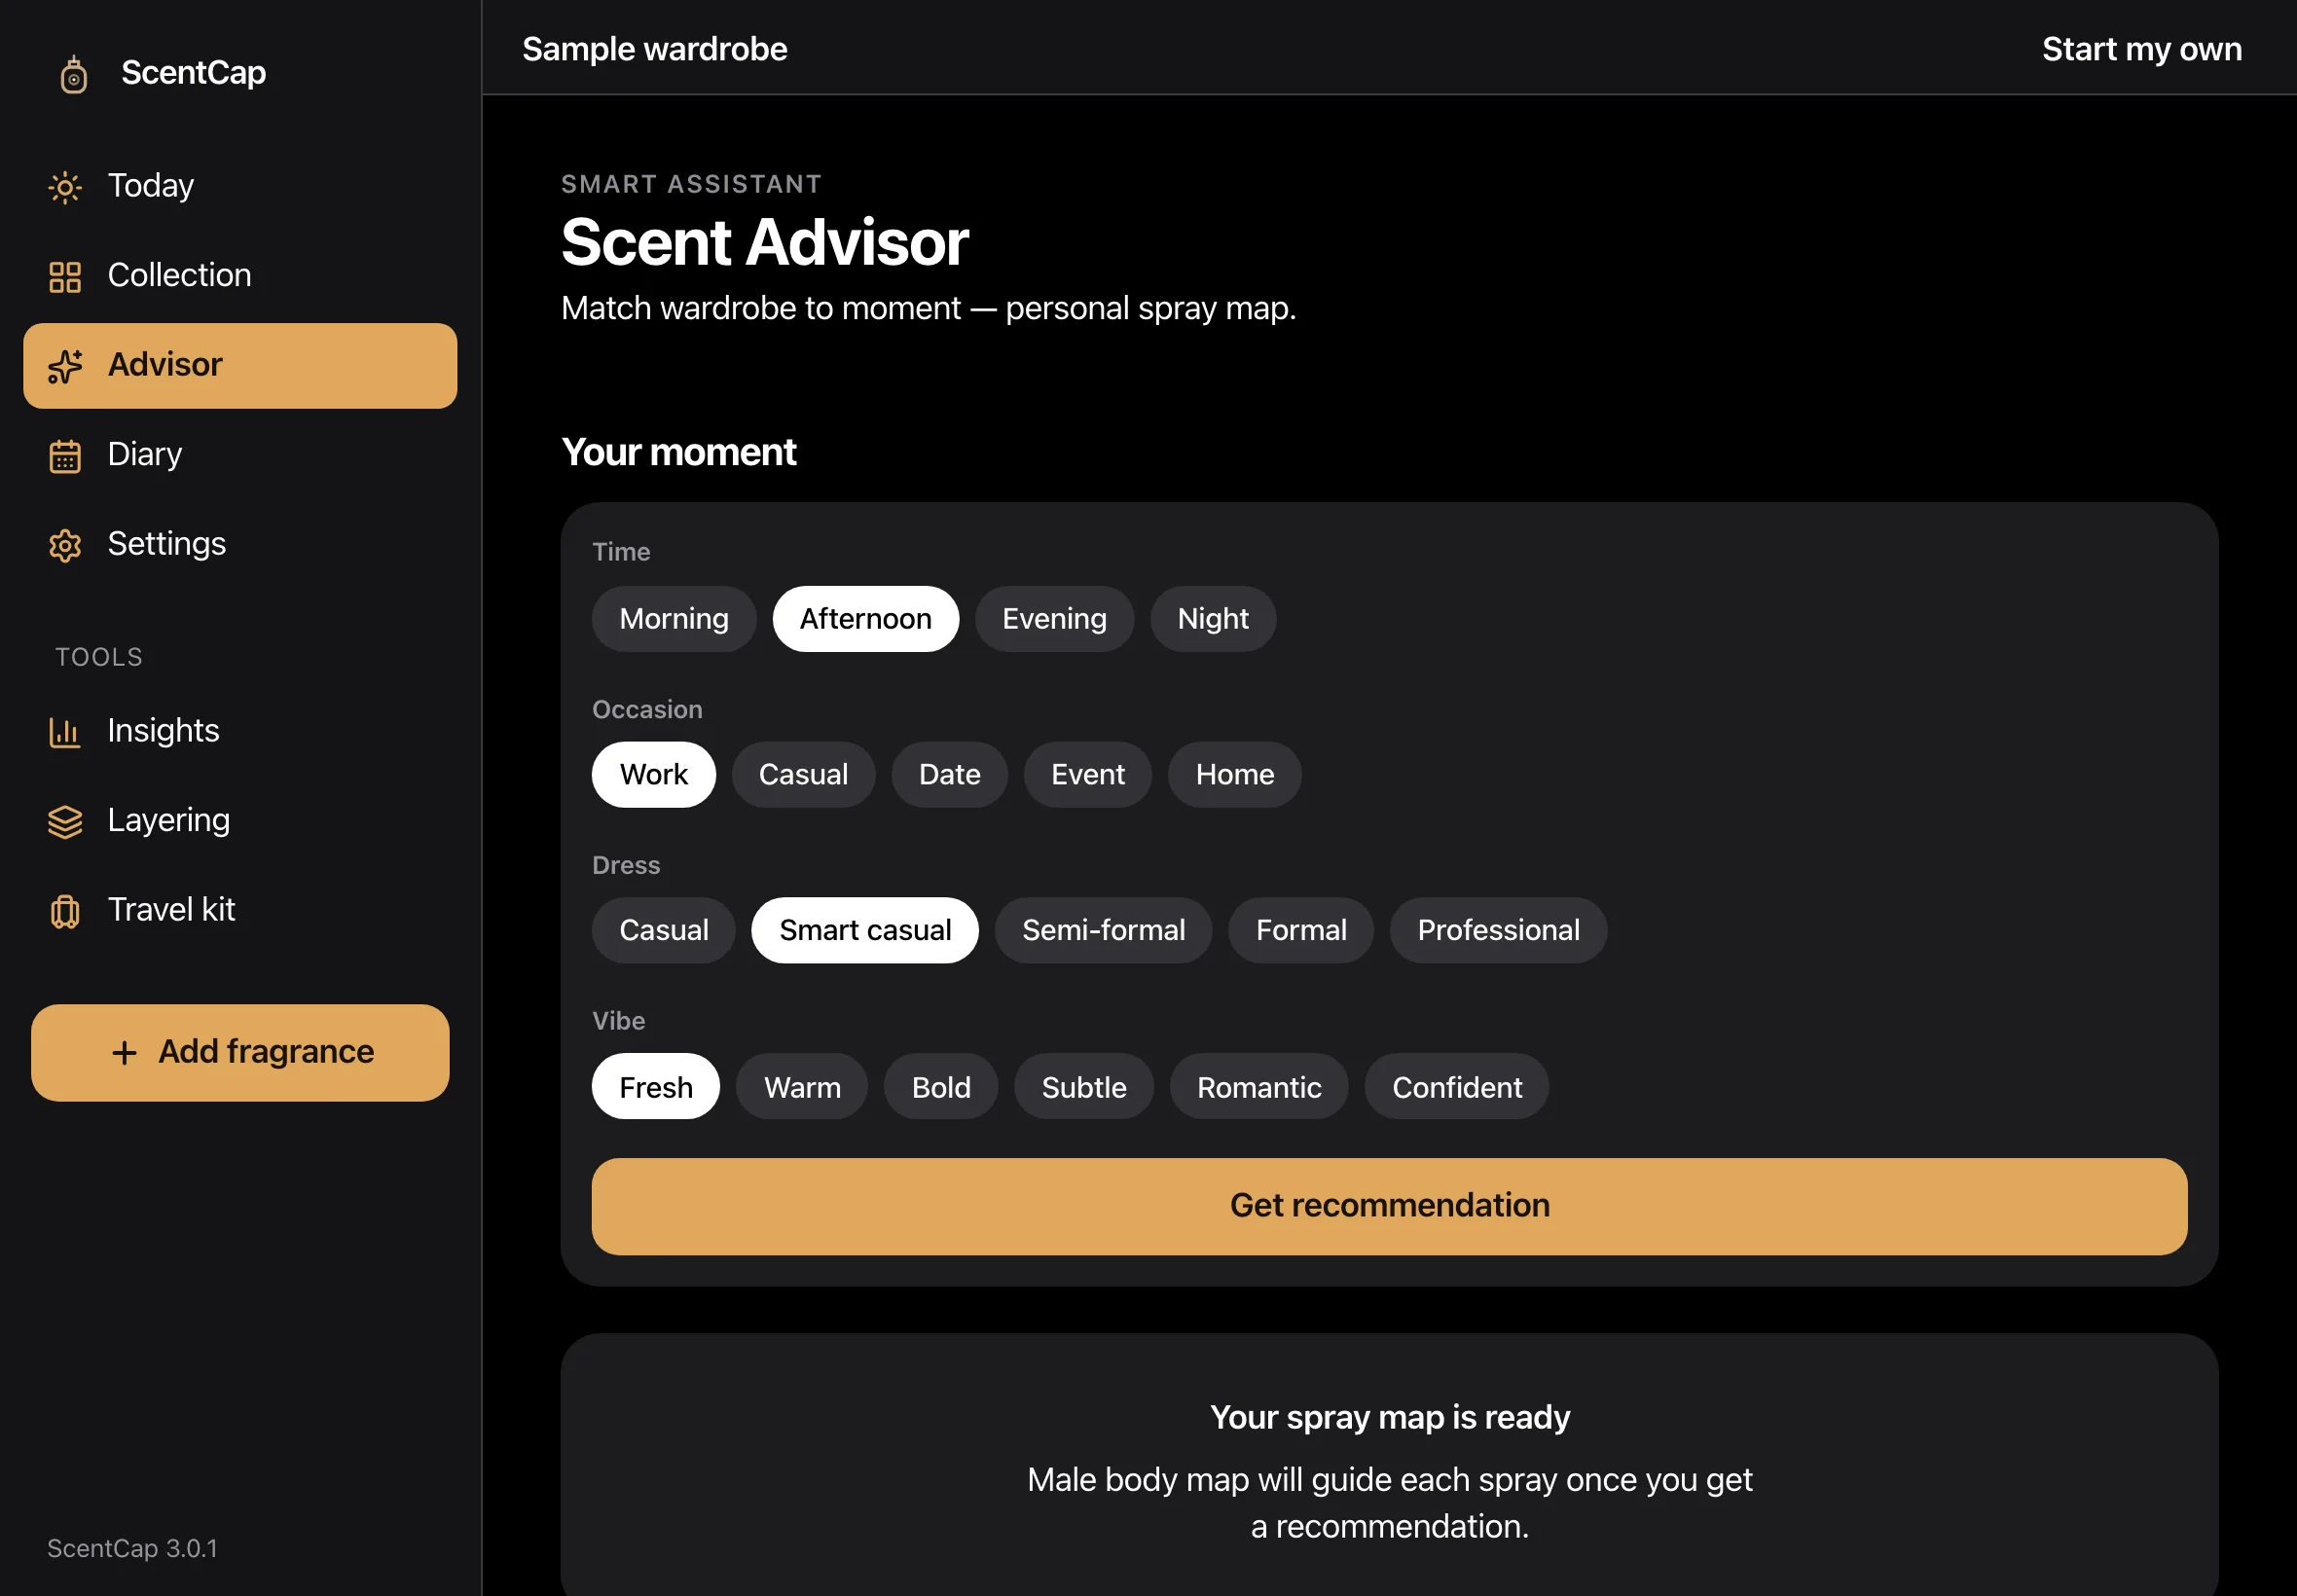 ScentCap
Today
Collection
Advisor
Diary
Settings
TOOLS
Insights
Layering
Travel kit
Add fragrance
ScentCap 3.0.1
Sample wardrobe
Start my own
SMART ASSISTANT
Scent Advisor
Match wardrobe to moment — personal spray map.
Your moment
Time
Morning Afternoon Evening Night
Occasion
Work Casual Date Event Home
Dress
Casual Smart casual Semi-formal Formal Professional
Vibe
Fresh Warm Bold Subtle Romantic Confident
Get recommendation
Your spray map is ready
Male body map will guide each spray once you get
a recommendation.